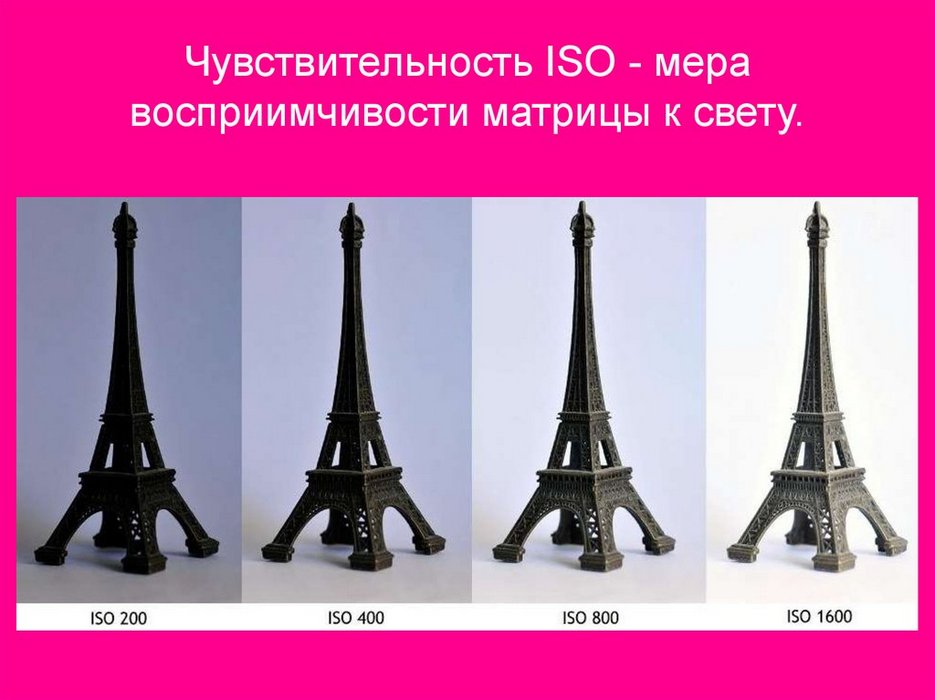 Чувствительность ISO - мера
восприимчивости матрицы к свету.
ISO 200
ISO 400
ISO 800
ISO 1600